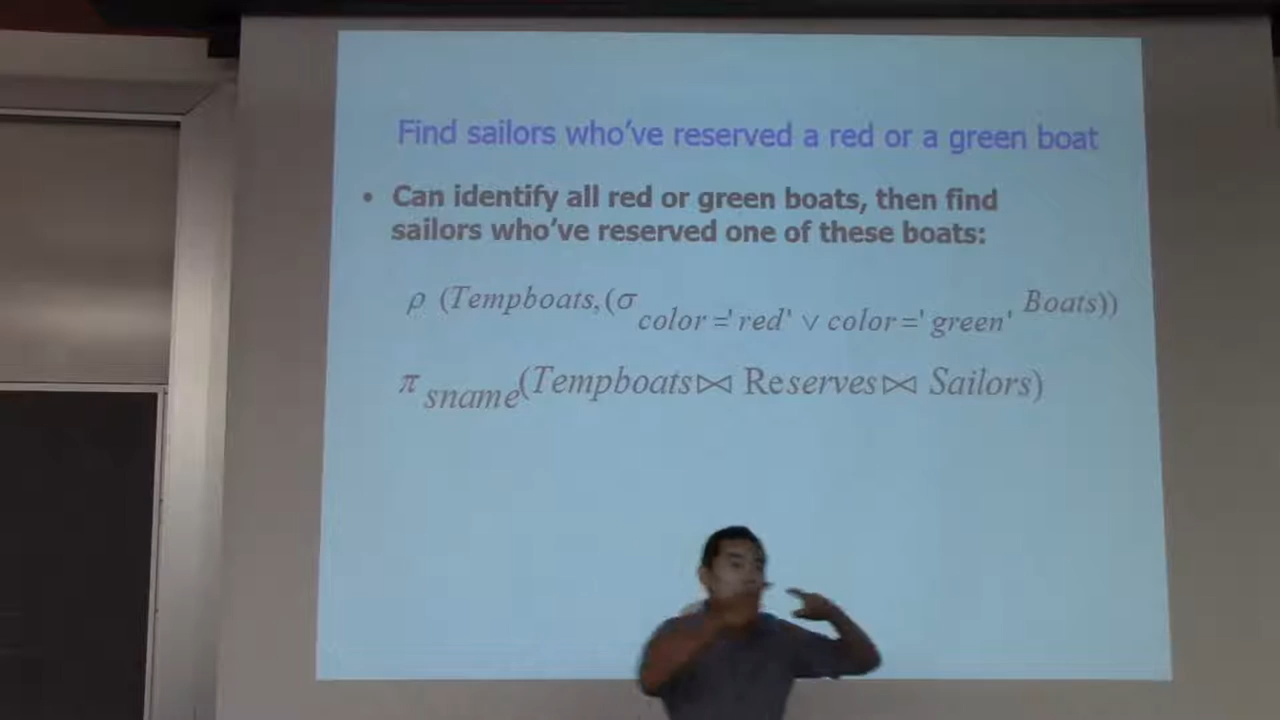 Find sailors who've reserved a red or a green boat
• Can identify all red or green boats, then find
sailors who've reserved one of these boats:
ρ (Tempboats,(σ color ='red' ∨ color =' green' Boats))
π sname(Tempboats⋈ Reserves⋈ Sailors)